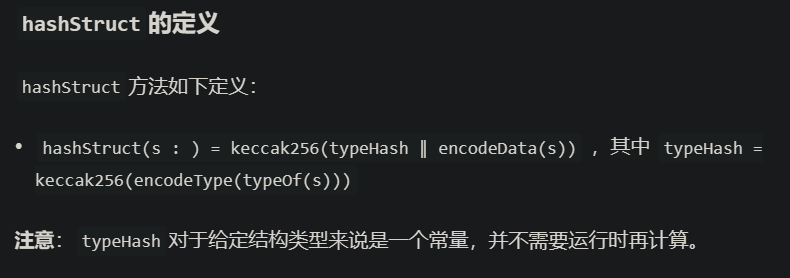 hashStruct 的定义
hashStruct 方法如下定义：
• hashStruct(s : ) = keccak256(typeHash ‖ encodeData(s)) ，其中 typeHash =
keccak256(encodeType(typeOf(s)))
注意： typeHash 对于给定结构类型来说是一个常量，并不需要运行时再计算。